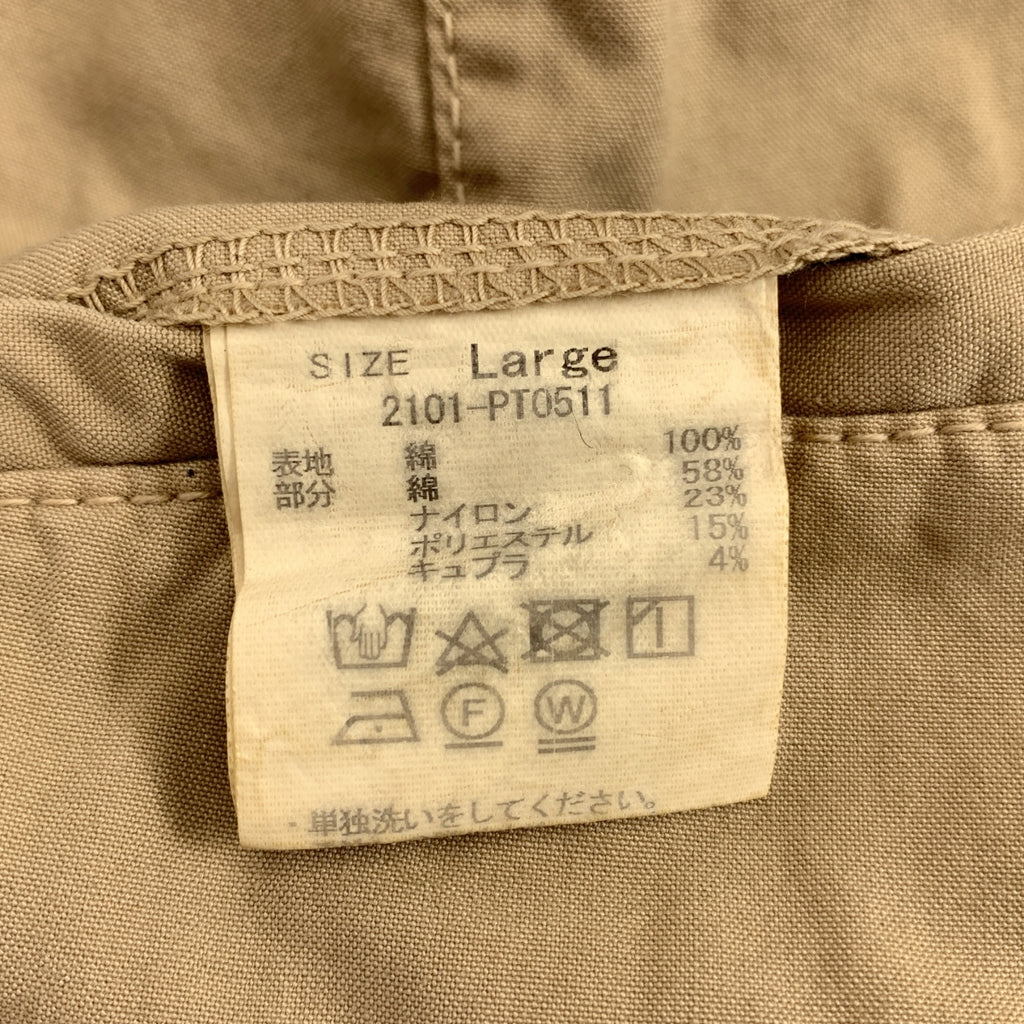 SIZE Large
2101-PT0511
表地 綿 100%
部分 綿 58%
ナイロン 23%
ポリエステル 15%
キュプラ 4%
F
W
・単独洗いをしてください。